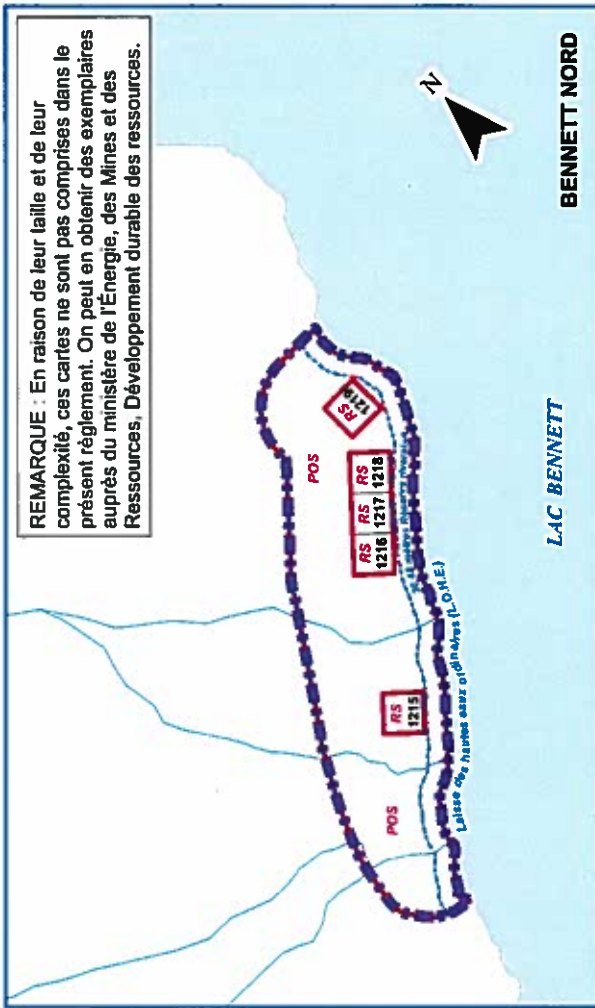 REMARQUE : En raison de leur laille et de leur
complexité, ces cartes ne sont pas comprises dans le
présent règlement. On peut en obtenir des exemplaires
auprès du ministère de l'Énergie, des Mines et des
Ressources, Développement durable des ressources.
N
POS
RS
1219
RS RS RS
1216 1217 1218
RS
1215
POS
Laisse des hautes eaux ordinaires (L.O.H.E.)
LAC BENNETT
BENNETT NORD